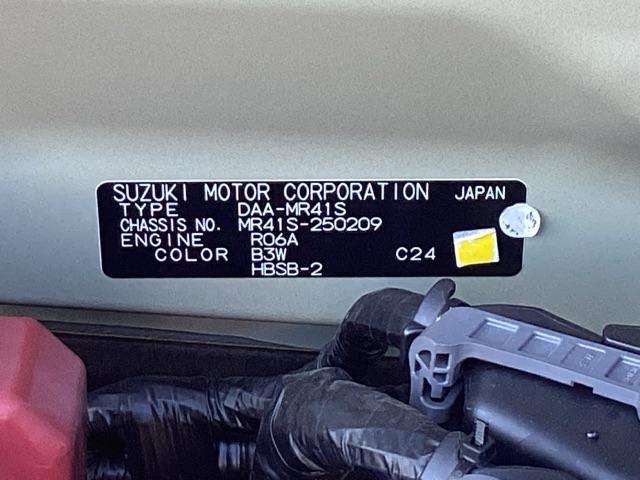 SUZUKI MOTOR CORPORATION JAPAN
TYPE DAA-MR41S
CHASSIS NO. MR41S-250209
ENGINE R06A
COLOR B3W C24
HBSB-2